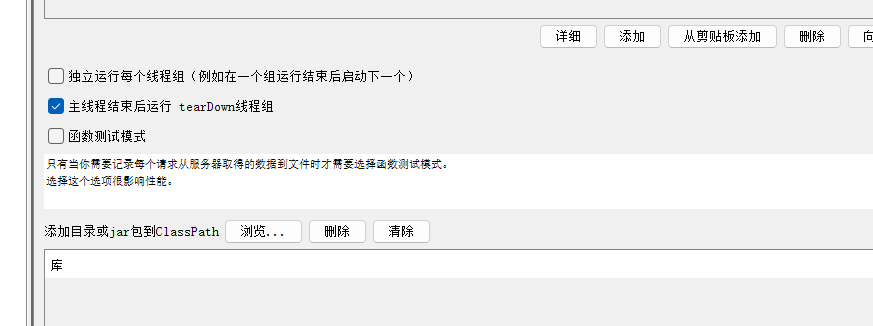 详细 添加 从剪贴板添加 删除 向
独立运行每个线程组（例如在一个组运行结束后启动下一个）
主线程结束后运行 tearDown线程组
函数测试模式
只有当你需要记录每个请求从服务器取得的数据到文件时才需要选择函数测试模式。
选择这个选项很影响性能。
添加目录或jar包到ClassPath 浏览... 删除 清除
库